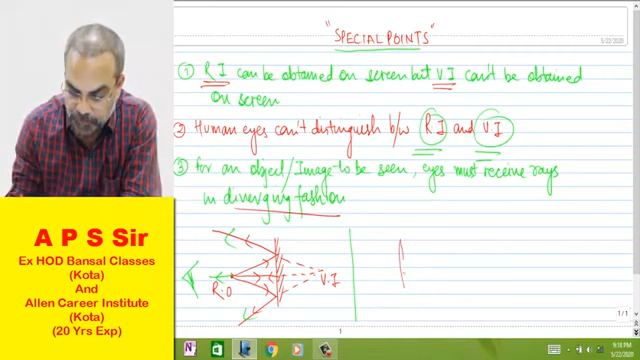 "SPECIAL POINTS"
5/22/2020
① R I can be obtained on screen but V I can't be obtained
on screen
② Human eyes can't distinguish b/w R I and V I
③ For an object/Image to be seen, eyes must receive rays
in diverging fashion
R.O
V.I
A P S Sir
Ex HOD Bansal Classes
(Kota)
And
Allen Career Institute
(Kota)
(20 Yrs Exp)
1/1
1
9:18 PM
5/22/2020